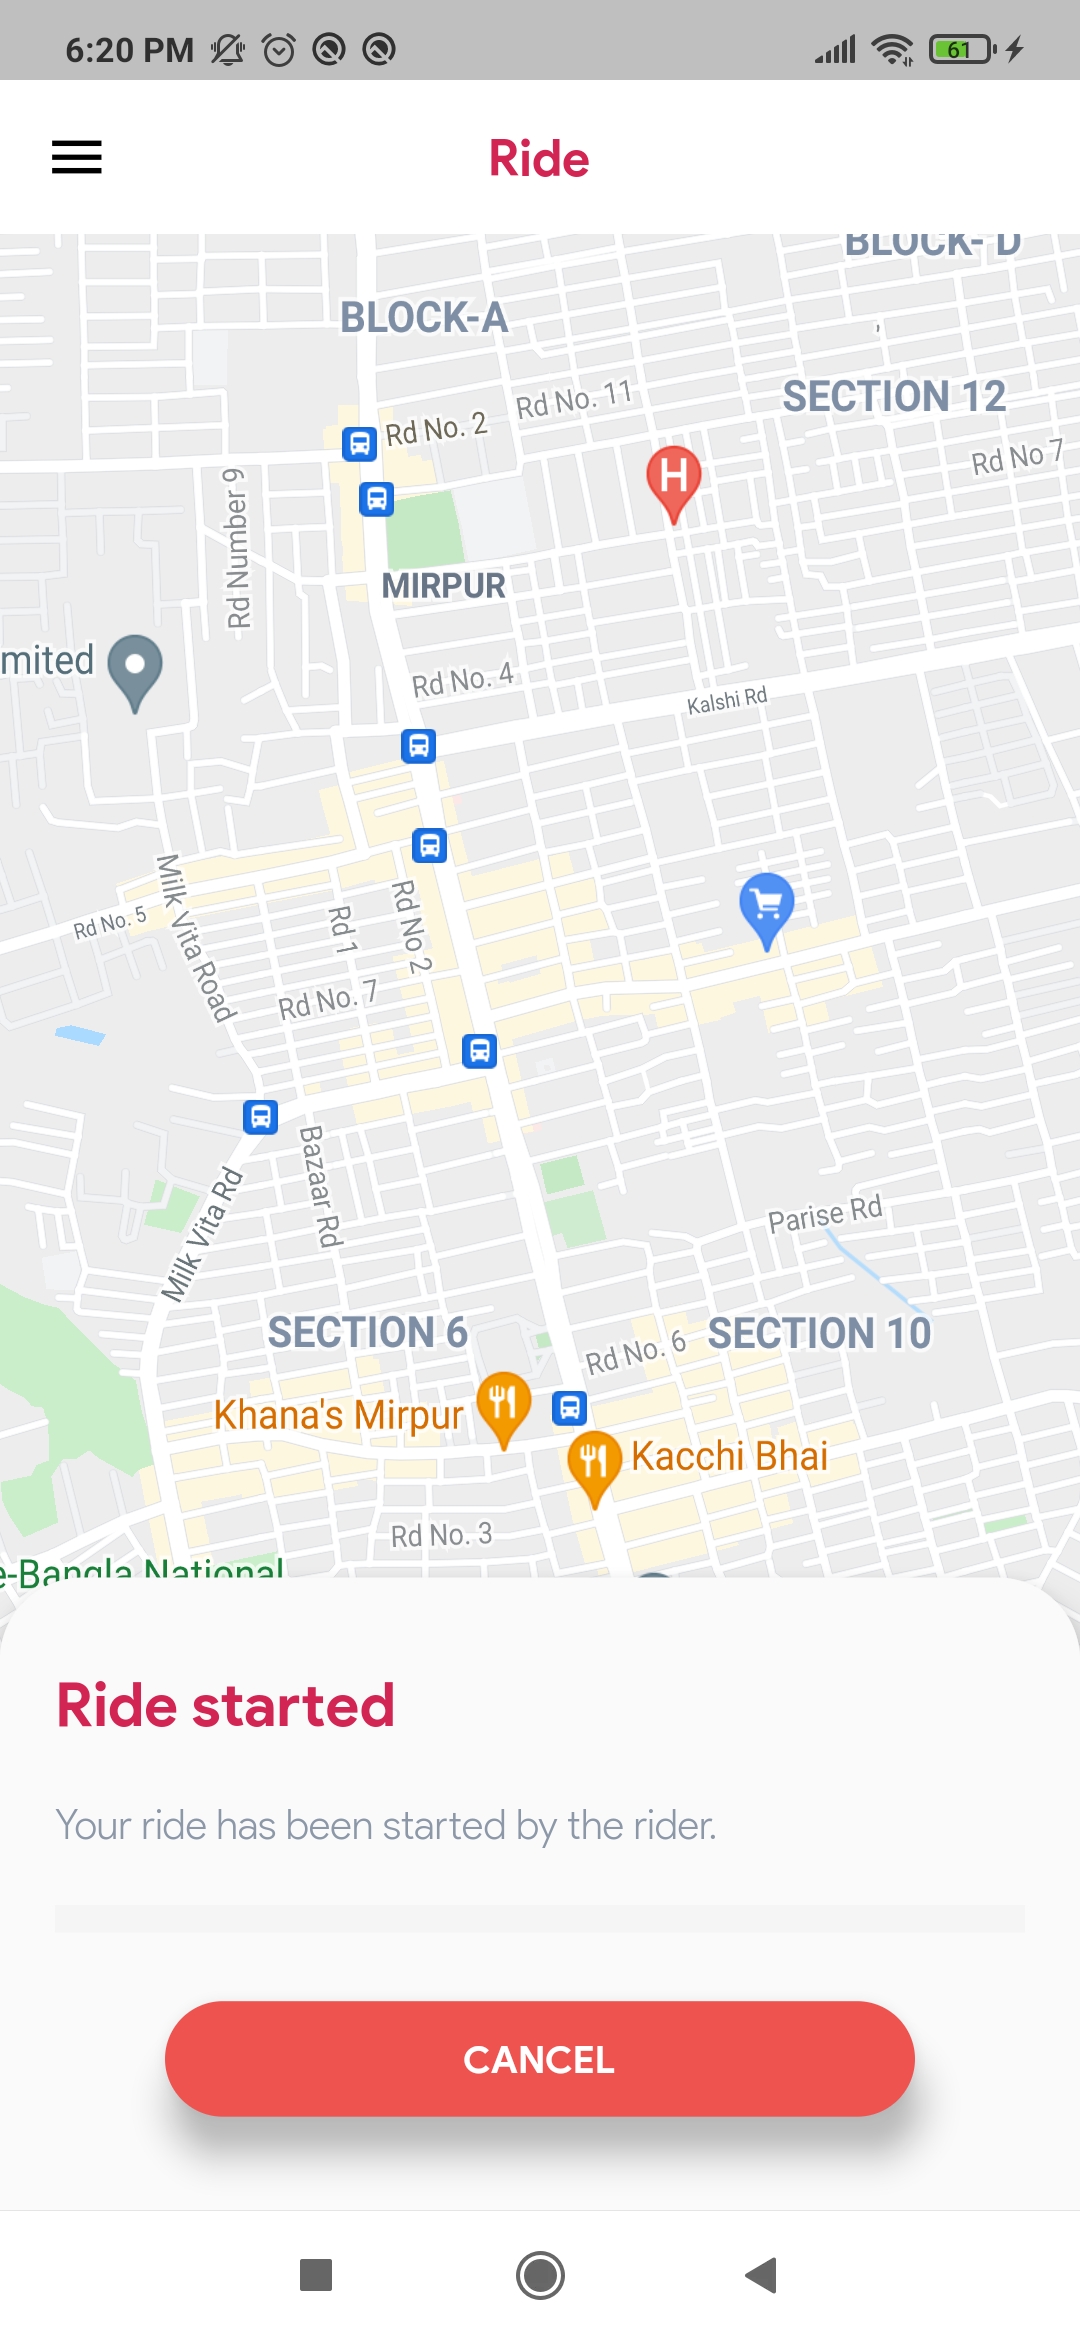 6:20 PM
61
Ride
BLOCK- D
BLOCK-A
SECTION 12
Rd No. 11
Rd No. 2
Rd No 7
H
Rd Number 9
MIRPUR
mited
Rd No. 4
Kalshi Rd
Milk Vita Road
Rd No. 5
Rd 1
Rd No 2
Rd No. 7
Bazaar Rd
Milk Vita Rd
Parise Rd
SECTION 6
SECTION 10
Rd No. 6
Khana's Mirpur
Kacchi Bhai
Rd No. 3
e-Bangla National
Ride started
Your ride has been started by the rider.
CANCEL